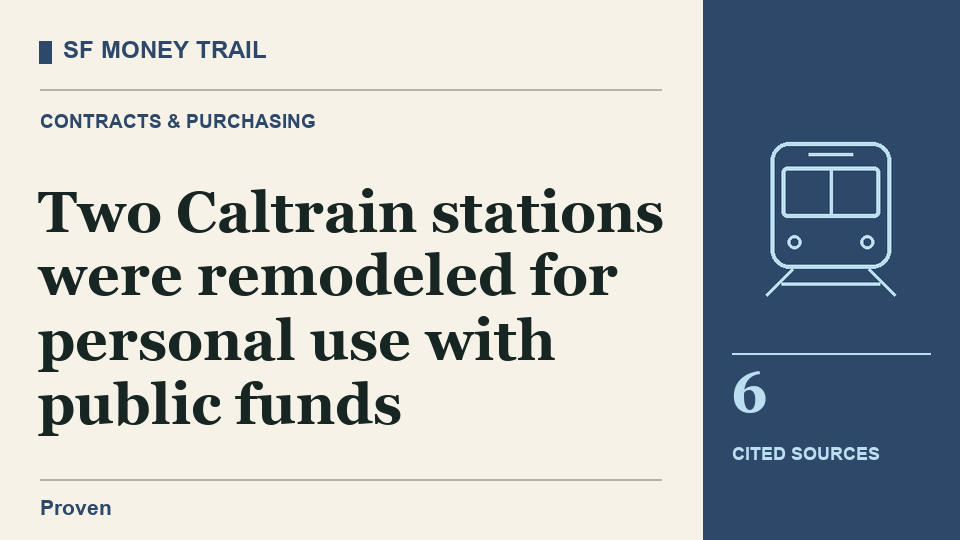 SF MONEY TRAIL
CONTRACTS & PURCHASING
Two Caltrain stations
were remodeled for
personal use with
public funds
Proven
6
CITED SOURCES